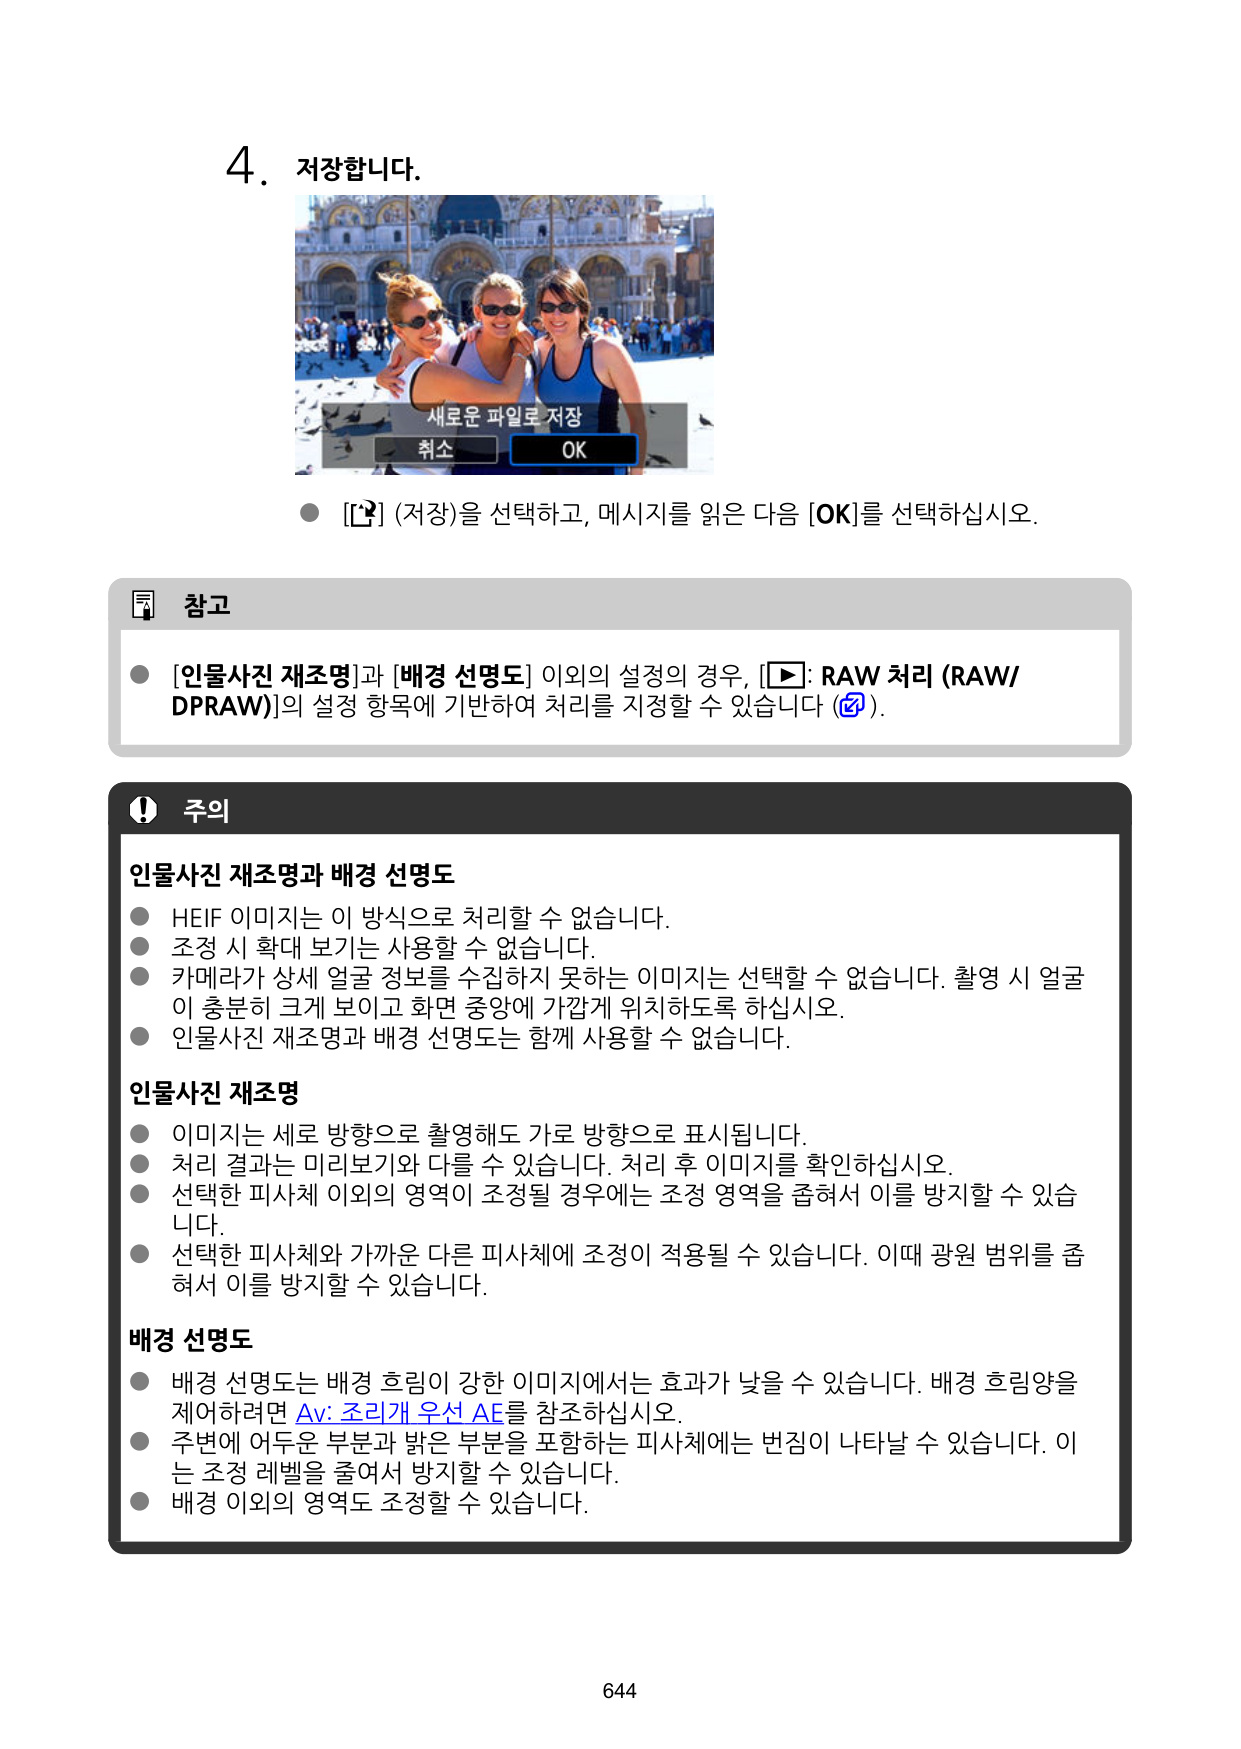 4. 저장합니다.
새로운 파일로 저장
취소 OK
● [] (저장)을 선택하고, 메시지를 읽은 다음 [OK]를 선택하십시오.
참고
● [인물사진 재조명]과 [배경 선명도] 이외의 설정의 경우, [▶]: RAW 처리 (RAW/
DPRAW)]의 설정 항목에 기반하여 처리를 지정할 수 있습니다 ().
주의
인물사진 재조명과 배경 선명도
● HEIF 이미지는 이 방식으로 처리할 수 없습니다.
● 조정 시 확대 보기는 사용할 수 없습니다.
● 카메라가 상세 얼굴 정보를 수집하지 못하는 이미지는 선택할 수 없습니다. 촬영 시 얼굴
이 충분히 크게 보이고 화면 중앙에 가깝게 위치하도록 하십시오.
● 인물사진 재조명과 배경 선명도는 함께 사용할 수 없습니다.
인물사진 재조명
● 이미지는 세로 방향으로 촬영해도 가로 방향으로 표시됩니다.
● 처리 결과는 미리보기와 다를 수 있습니다. 처리 후 이미지를 확인하십시오.
● 선택한 피사체 이외의 영역이 조정될 경우에는 조정 영역을 좁혀서 이를 방지할 수 있습
니다.
● 선택한 피사체와 가까운 다른 피사체에 조정이 적용될 수 있습니다. 이때 광원 범위를 좁
혀서 이를 방지할 수 있습니다.
배경 선명도
● 배경 선명도는 배경 흐림이 강한 이미지에서는 효과가 낮을 수 있습니다. 배경 흐림양을
제어하려면 Av: 조리개 우선 AE를 참조하십시오.
● 주변에 어두운 부분과 밝은 부분을 포함하는 피사체에는 번짐이 나타날 수 있습니다. 이
는 조정 레벨을 줄여서 방지할 수 있습니다.
● 배경 이외의 영역도 조정할 수 있습니다.
644